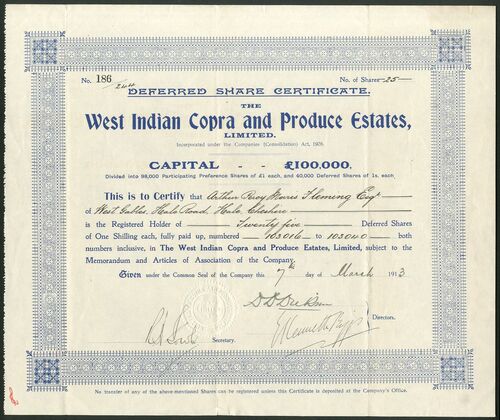 No. 186/244 No. of Shares 25
DEFERRED SHARE CERTIFICATE.
THE
West Indian Copra and Produce Estates,
LIMITED.
Incorporated under the Companies (Consolidation) Act, 1908.
CAPITAL - - £100,000.
Divided into 98,000 Participating Preference Shares of £1 each, and 40,000 Deferred Shares of 1s. each.
This is to Certify that Arthur Percy Morris Fleming Esqr
of West Gables, Hale Road, Hale, Cheshire
is the Registered Holder of Twenty five Deferred Shares
of One Shilling each, fully paid up, numbered 103016 to 103040 both
numbers inclusive, in The West Indian Copra and Produce Estates, Limited, subject to the
Memorandum and Articles of Association of the Company.
Given under the Common Seal of the Company this 7th day of March 1913
Directors.
Secretary.
No transfer of any of the above-mentioned Shares can be registered unless this Certificate is deposited at the Company's Office.